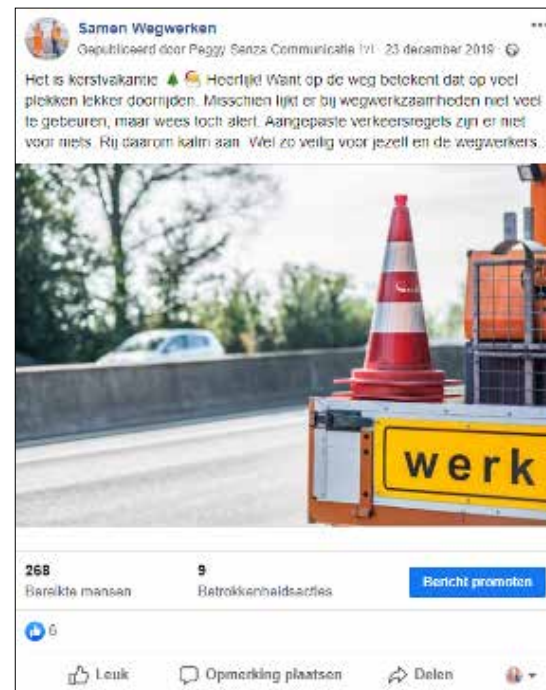 Samen Wegwerken
Gepubliceerd door Peggy Senza Communicatie [?] · 23 december 2019 ·
Het is kerstvakantie 🎄🎅 Heerlijk! Want op de weg betekent dat op veel
plekken lekker doorrijden. Misschien lijkt er bij wegwerkzaamheden niet veel
te gebeuren, maar wees toch alert. Aangepaste verkeersregels zijn er niet
voor niets. Rij daarom kalm aan. Wel zo veilig voor jezelf en de wegwerkers.
werk
268
Bereikte mensen
9
Betrokkenheidsacties
Bericht promoten
6
Leuk
Opmerking plaatsen
Delen